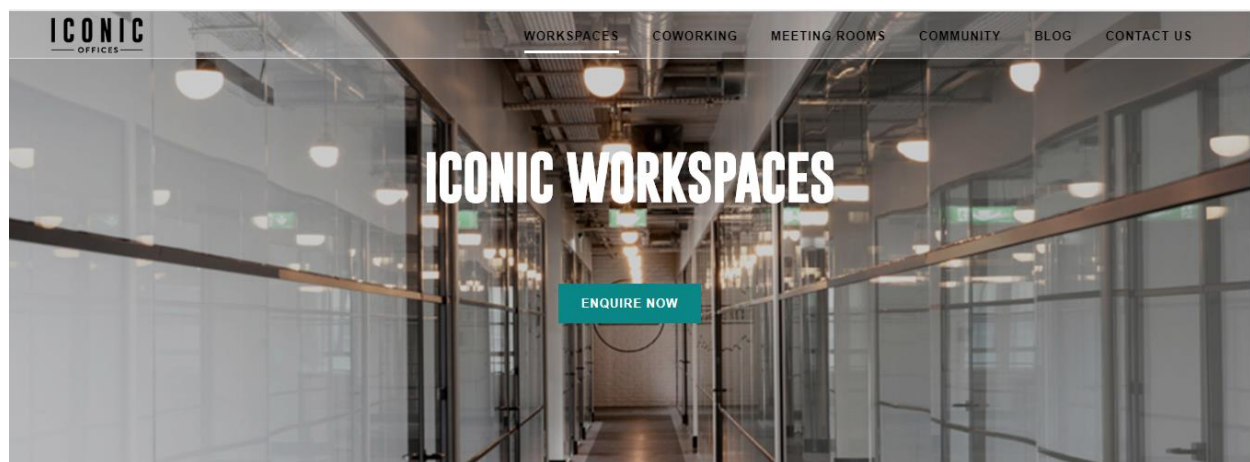 ICONIC
OFFICES
WORKSPACES COWORKING MEETING ROOMS COMMUNITY BLOG CONTACT US
ICONIC WORKSPACES
ENQUIRE NOW